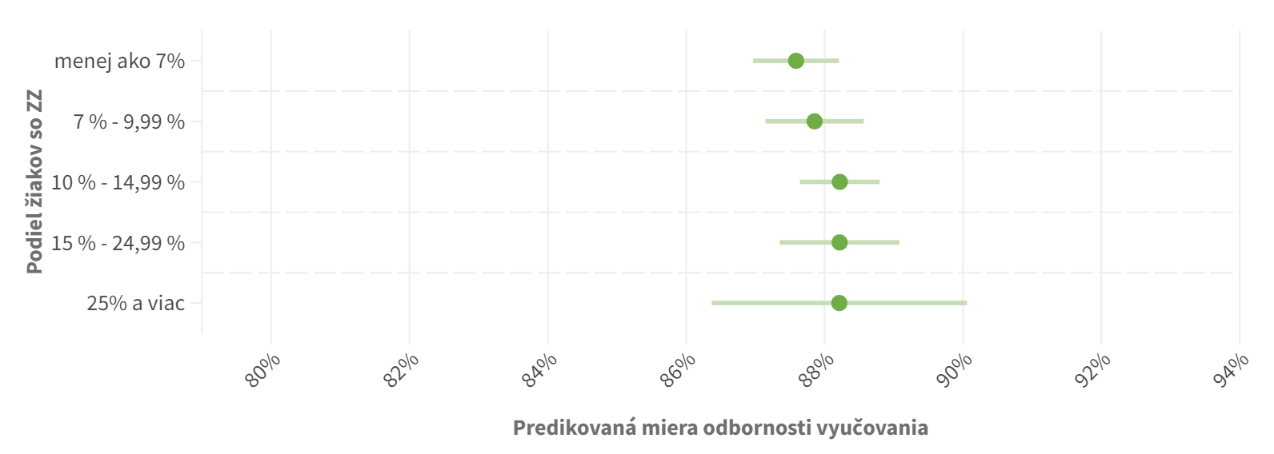 Podiel žiakov so ZZ
menej ako 7%
7 % - 9,99 %
10 % - 14,99 %
15 % - 24,99 %
25% a viac
80%
82%
84%
86%
88%
90%
92%
94%
Predikovaná miera odbornosti vyučovania